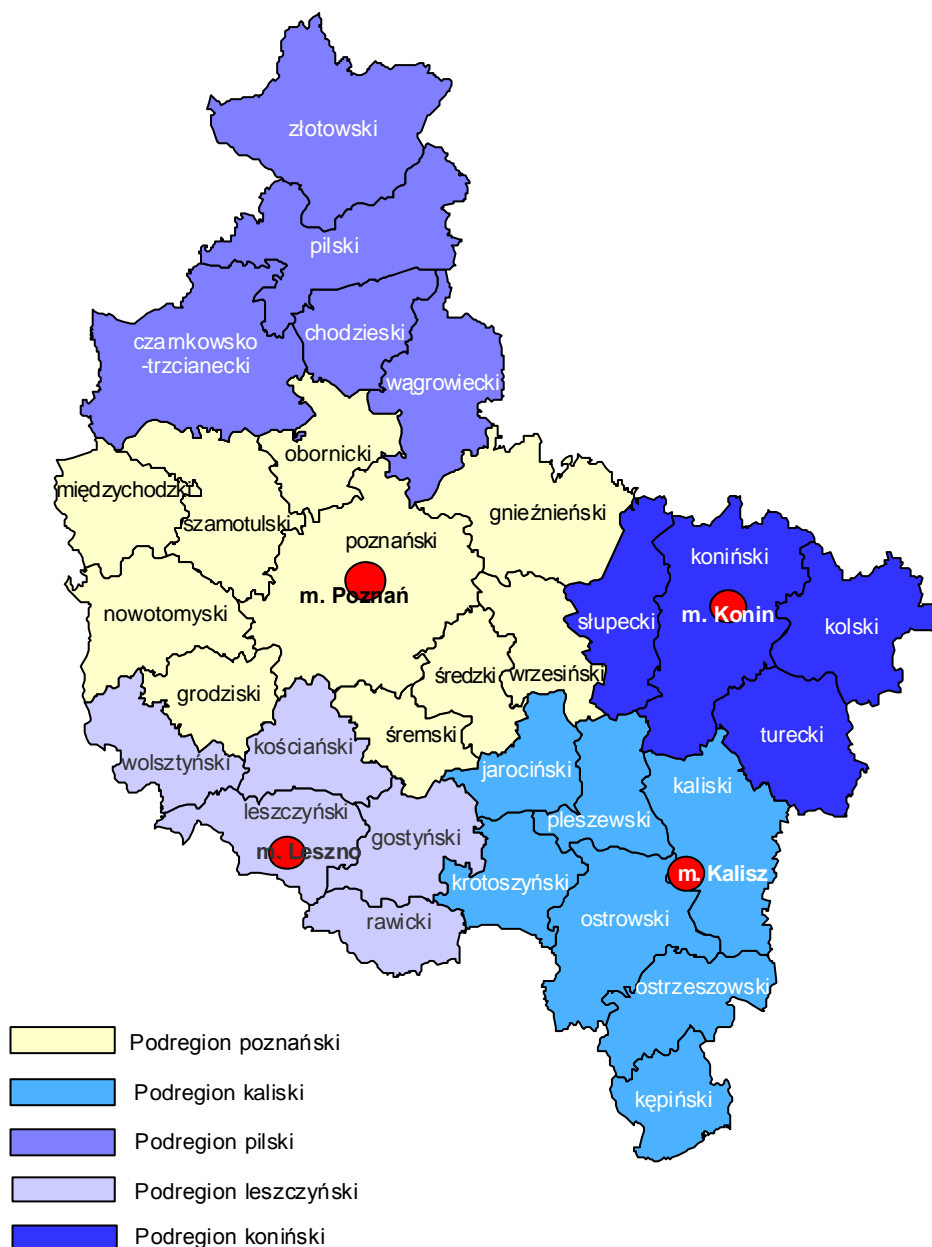 złotowski
pilski
chodzieski
czarnkowsko
-trzcianecki
wągrowiecki
obornicki
międzychodzki
szamotulski
gnieźnieński
poznański
koniński
m. Poznań
nowotomyski
słupecki
m. Konin
kolski
średzki
wrzesiński
grodziski
śremski
kościański
turecki
wolsztyński
jarociński
kaliski
leszczyński
pleszewski
gostyński
m. Leszno
m. Kalisz
krotoszyński
ostrowski
rawicki
ostrzeszowski
kępiński
Podregion poznański
Podregion kaliski
Podregion pilski
Podregion leszczyński
Podregion koniński